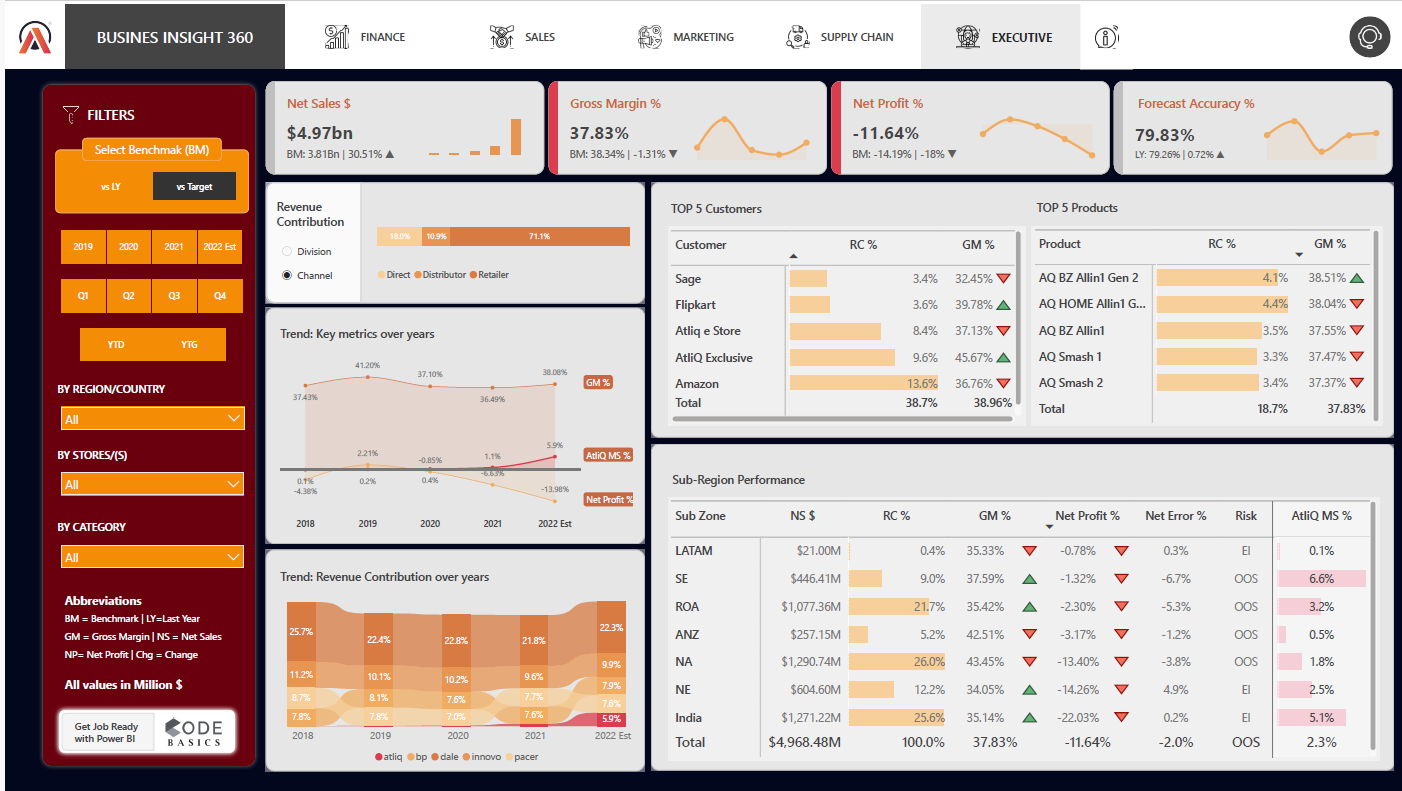 BUSINES INSIGHT 360
FINANCE
SALES
MARKETING
SUPPLY CHAIN
EXECUTIVE
FILTERS
Select Benchmak (BM)
vs LY
vs Target
2019 2020 2021 2022 Est
Q1 Q2 Q3 Q4
YTD YTG
BY REGION/COUNTRY
All
BY STORES/(S)
All
BY CATEGORY
All
Abbreviations
BM = Benchmark | LY=Last Year
GM = Gross Margin | NS = Net Sales
NP= Net Profit | Chg = Change
All values in Million $
Get Job Ready
with Power BI
CODE
BASICS
Net Sales $
$4.97bn
BM: 3.81Bn | 30.51% ▲
Gross Margin %
37.83%
BM: 38.34% | -1.31% ▼
Net Profit %
-11.64%
BM: -14.19% | -18% ▼
Forecast Accuracy %
79.83%
LY: 79.26% | 0.72% ▲
Revenue
Contribution
Division
Channel
18.0% 10.9% 71.1%
Direct Distributor Retailer
Trend: Key metrics over years
41.20%
37.43%
37.10%
36.49%
38.08%
GM %
2.21%
-0.85%
1.1%
5.9%
AtliQ MS %
0.1%
-4.38%
0.2%
0.4%
-6.63%
-13.98%
Net Profit %
2018 2019 2020 2021 2022 Est
Trend: Revenue Contribution over years
25.7% 22.4% 22.8% 21.8% 22.3%
11.2% 10.1% 10.2% 9.6% 9.9%
8.7% 8.1% 7.6% 7.7% 7.9%
7.8% 7.8% 7.0% 7.6% 7.6%
5.9%
2018 2019 2020 2021 2022 Est
atliq bp dale innovo pacer
TOP 5 Customers
Customer RC % GM %
Sage 3.4% 32.45%
Flipkart 3.6% 39.78%
Atliq e Store 8.4% 37.13%
AtliQ Exclusive 9.6% 45.67%
Amazon 13.6% 36.76%
Total 38.7% 38.96%
TOP 5 Products
Product RC % GM %
AQ BZ Allin1 Gen 2 4.1% 38.51%
AQ HOME Allin1 G... 4.4% 38.04%
AQ BZ Allin1 3.5% 37.55%
AQ Smash 1 3.3% 37.47%
AQ Smash 2 3.4% 37.37%
Total 18.7% 37.83%
Sub-Region Performance
Sub Zone NS $ RC % GM % Net Profit % Net Error % Risk AtliQ MS %
LATAM $21.00M 0.4% 35.33% -0.78% 0.3% EI 0.1%
SE $446.41M 9.0% 37.59% -1.32% -6.7% OOS 6.6%
ROA $1,077.36M 21.7% 35.42% -2.30% -5.3% OOS 3.2%
ANZ $257.15M 5.2% 42.51% -3.17% -1.2% OOS 0.5%
NA $1,290.74M 26.0% 43.45% -13.40% -3.8% OOS 1.8%
NE $604.60M 12.2% 34.05% -14.26% 4.9% EI 2.5%
India $1,271.22M 25.6% 35.14% -22.03% 0.2% EI 5.1%
Total $4,968.48M 100.0% 37.83% -11.64% -2.0% OOS 2.3%